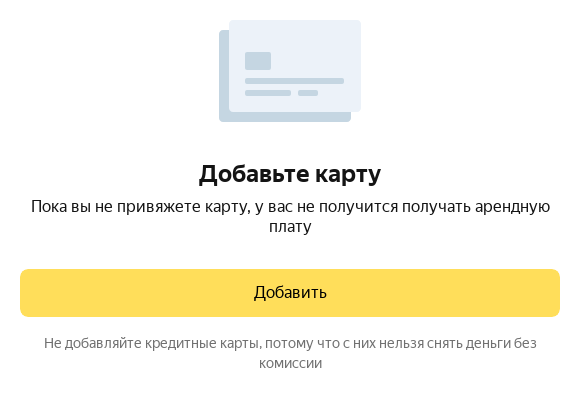 Добавьте карту
Пока вы не привяжете карту, у вас не получится получать арендную
плату
Добавить
Не добавляйте кредитные карты, потому что с них нельзя снять деньги без
комиссии